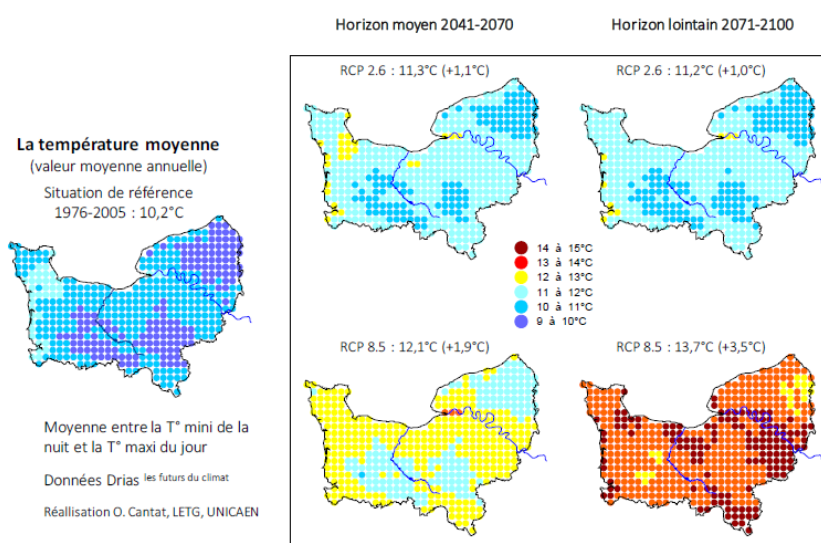 Horizon moyen 2041-2070
Horizon lointain 2071-2100
RCP 2.6 : 11,3°C (+1,1°C)
RCP 2.6 : 11,2°C (+1,0°C)
La température moyenne
(valeur moyenne annuelle)
Situation de référence
1976-2005 : 10,2°C
14 à 15°C
13 à 14°C
12 à 13°C
11 à 12°C
10 à 11°C
9 à 10°C
RCP 8.5 : 12,1°C (+1,9°C)
RCP 8.5 : 13,7°C (+3,5°C)
Moyenne entre la T° mini de la
nuit et la T° maxi du jour
Données Drias les futurs du climat
Réallisation O. Cantat, LETG, UNICAEN